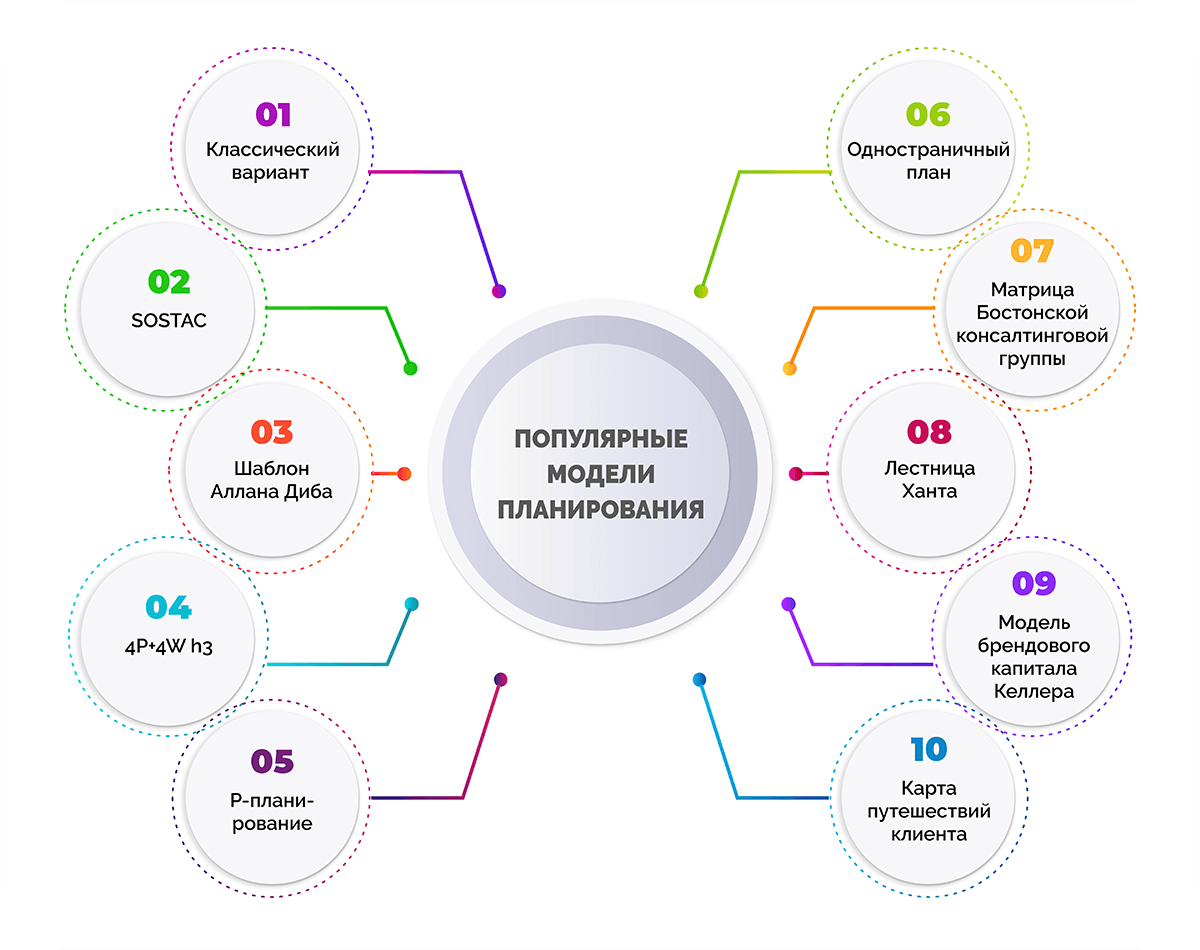 01
Классический
вариант
02
SOSTAC
03
Шаблон
Аллана Диба
04
4P+4W h3
05
Р-плани-
рование
ПОПУЛЯРНЫЕ
МОДЕЛИ
ПЛАНИРОВАНИЯ
06
Одностраничный
план
07
Матрица
Бостонской
консалтинговой
группы
08
Лестница
Ханта
09
Модель
брендового
капитала
Келлера
10
Карта
путешествий
клиента